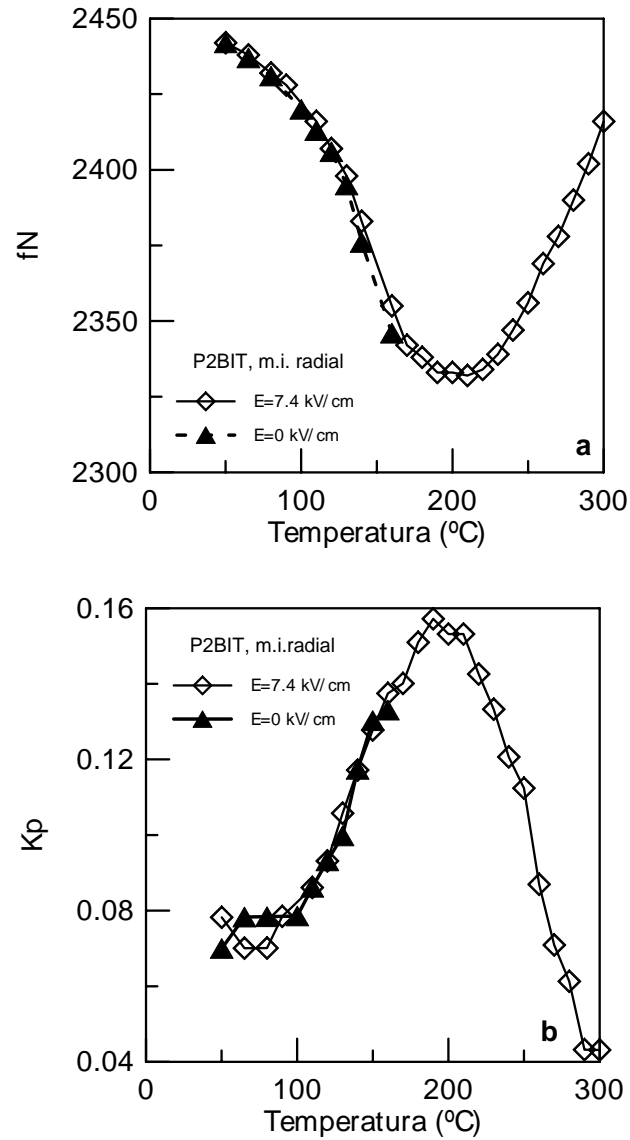 2450
2400
2350
2300
fN
P2BIT, m.i. radial
E=7.4 kV/cm
E=0 kV/cm
a
0
100
200
300
Temperatura (ºC)
0.16
0.12
0.08
0.04
Kp
P2BIT, m.i.radial
E=7.4 kV/cm
E=0 kV/cm
b
0
100
200
300
Temperatura (ºC)